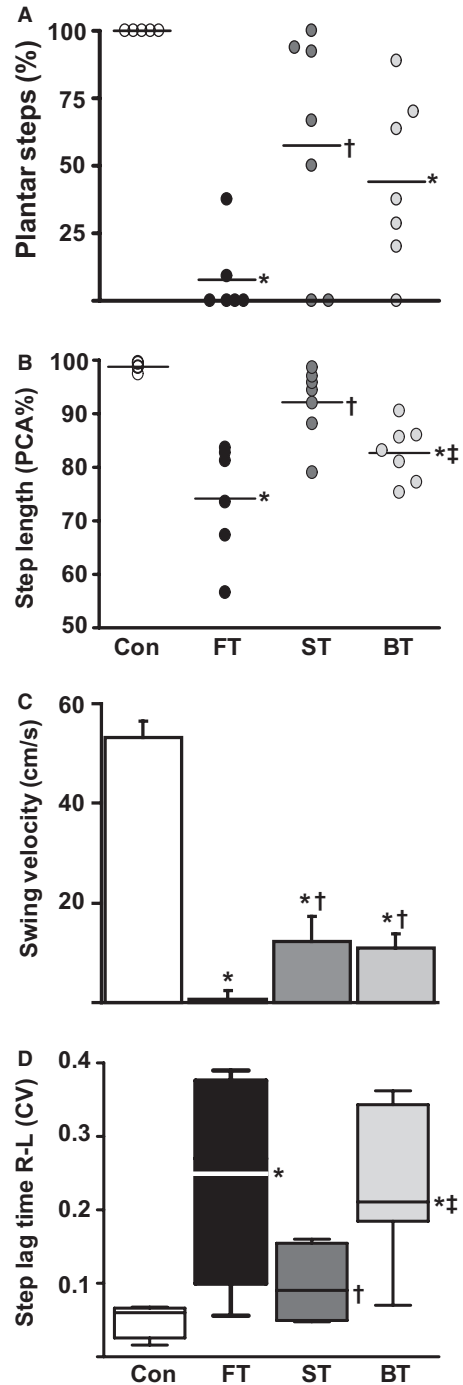 A
Plantar steps (%)
100
75
50
25
*
†
*
B
Step length (PCA%)
100
90
80
70
60
50
*
†
*‡
Con FT ST BT
C
Swing velocity (cm/s)
60
40
20
*
*†
*†
D
Step lag time R-L (CV)
0.4
0.3
0.2
0.1
*
†
*‡
Con FT ST BT